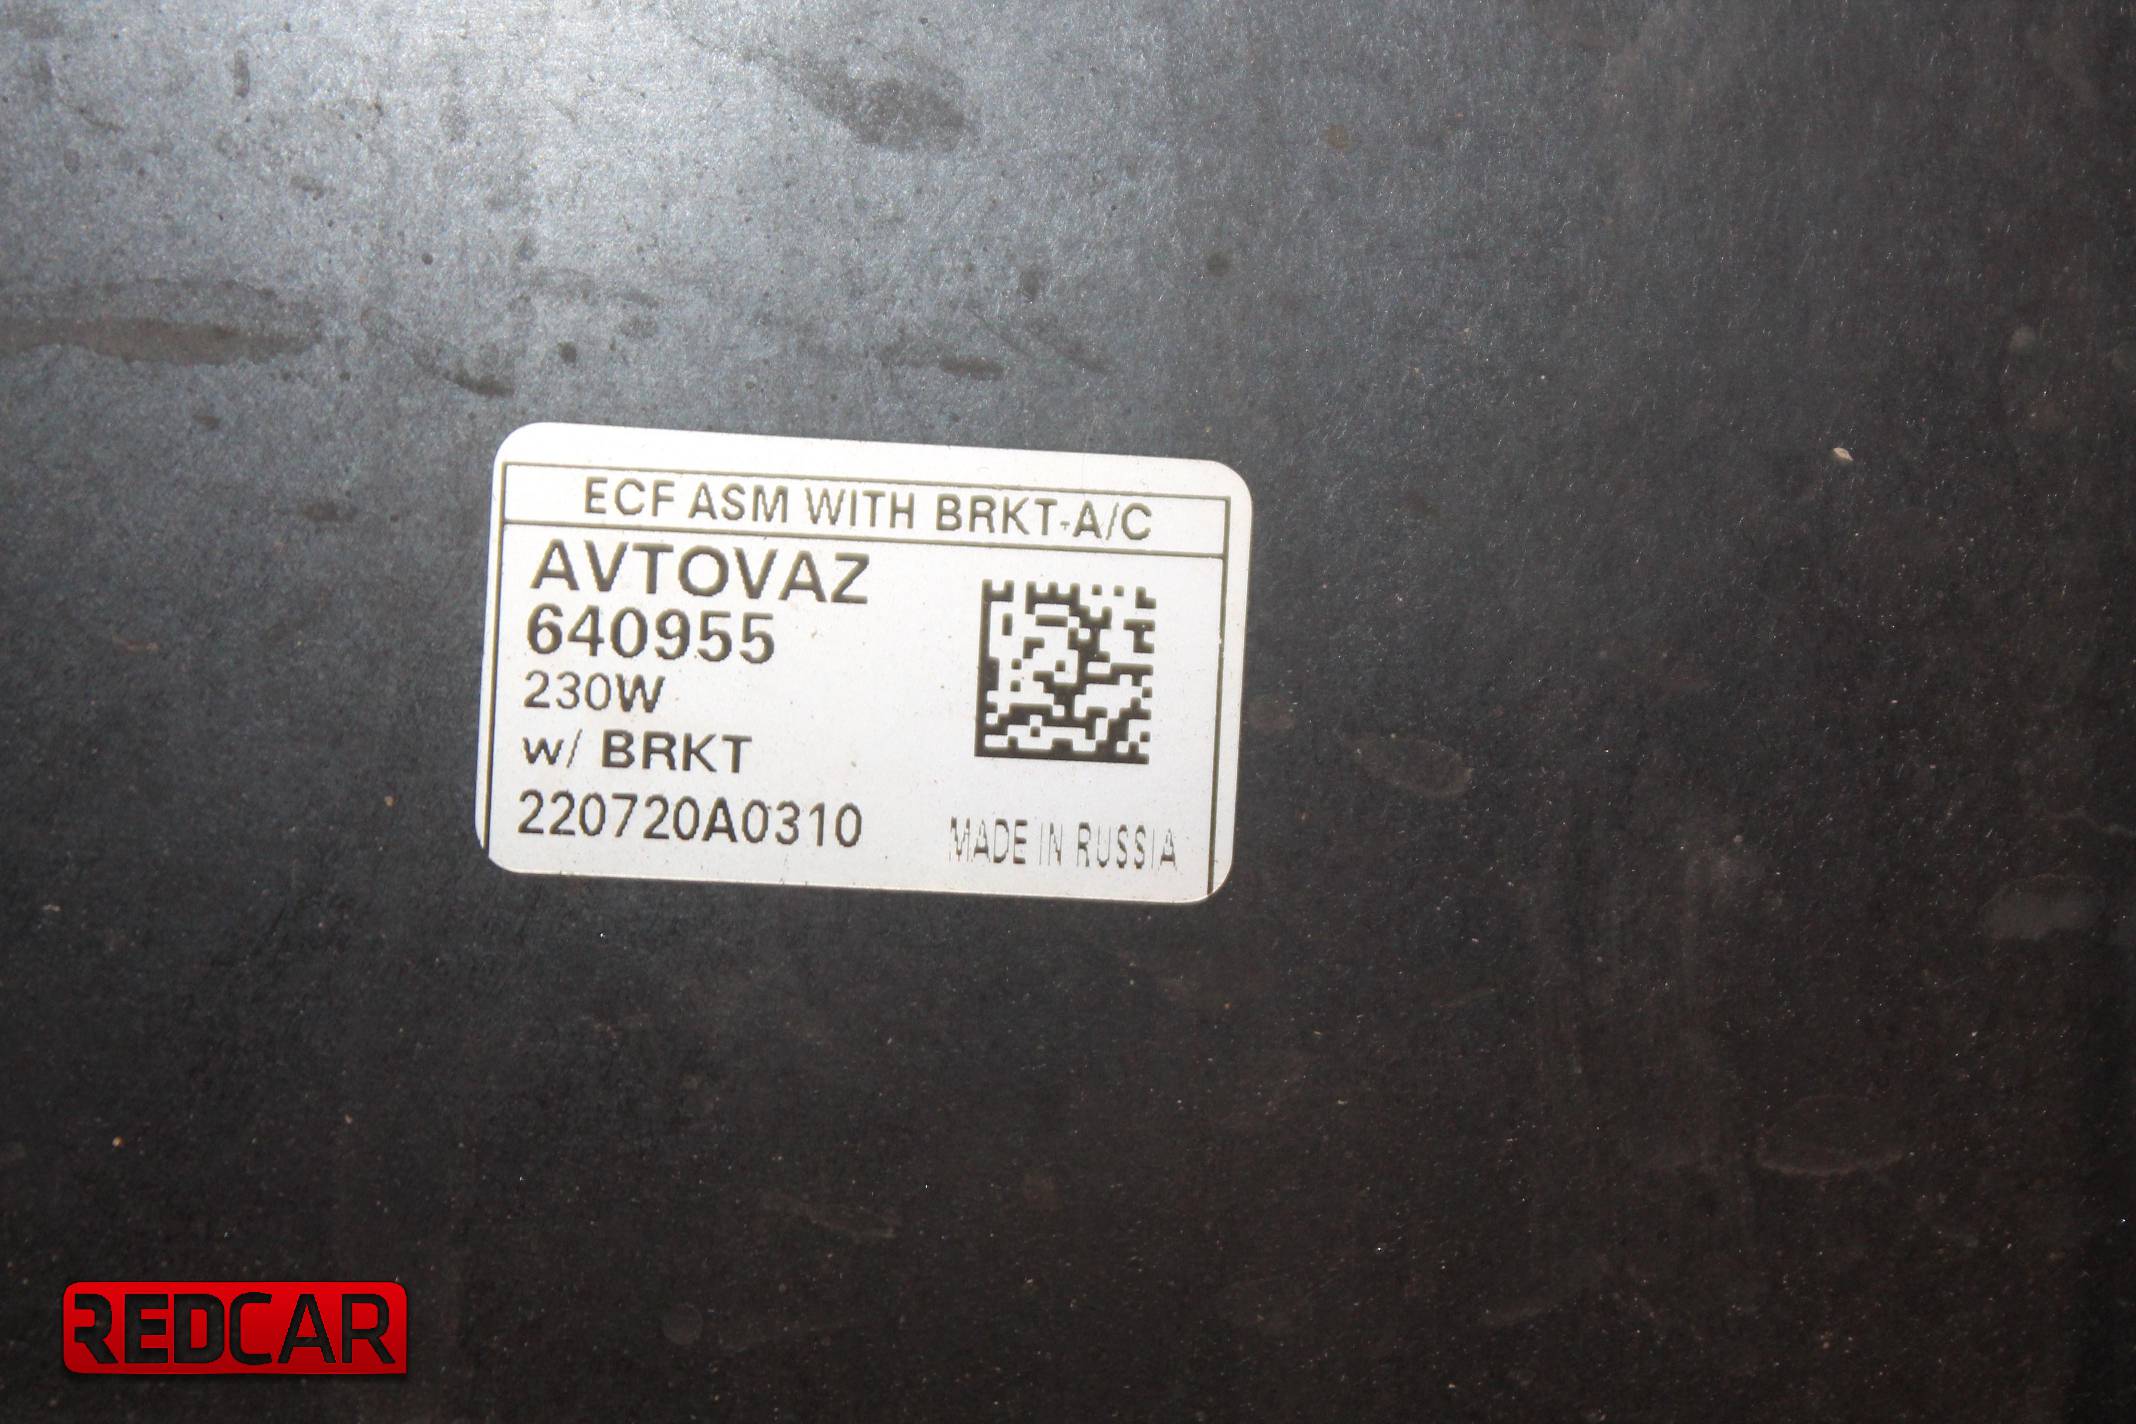 ECF ASM WITH BRKT-A/C
AVTOVAZ
640955
230W
w/ BRKT
220720A0310
MADE IN RUSSIA
REDCAR